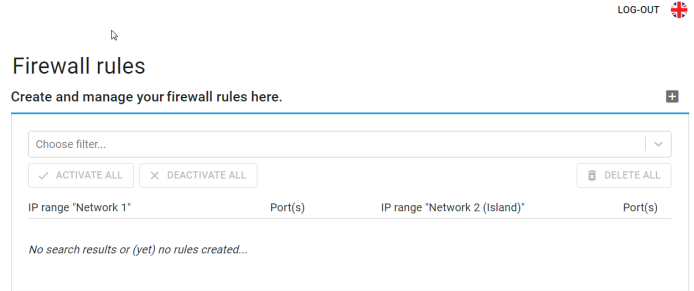 LOG-OUT
Firewall rules
Create and manage your firewall rules here.
Choose filter...
ACTIVATE ALL DEACTIVATE ALL DELETE ALL
IP range "Network 1" Port(s) IP range "Network 2 (Island)" Port(s)
No search results or (yet) no rules created...